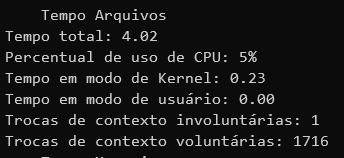 Tempo Arquivos
Tempo total: 4.02
Percentual de uso de CPU: 5%
Tempo em modo de Kernel: 0.23
Tempo em modo de usuário: 0.00
Trocas de contexto involuntárias: 1
Trocas de contexto voluntárias: 1716